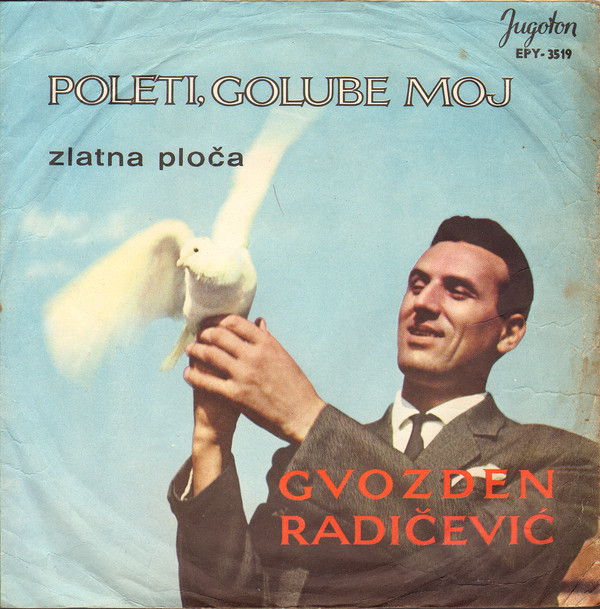 Jugoton
EPY-3519
POLETI, GOLUBE MOJ
zlatna ploča
GVOZDEN
RADIČEVIĆ